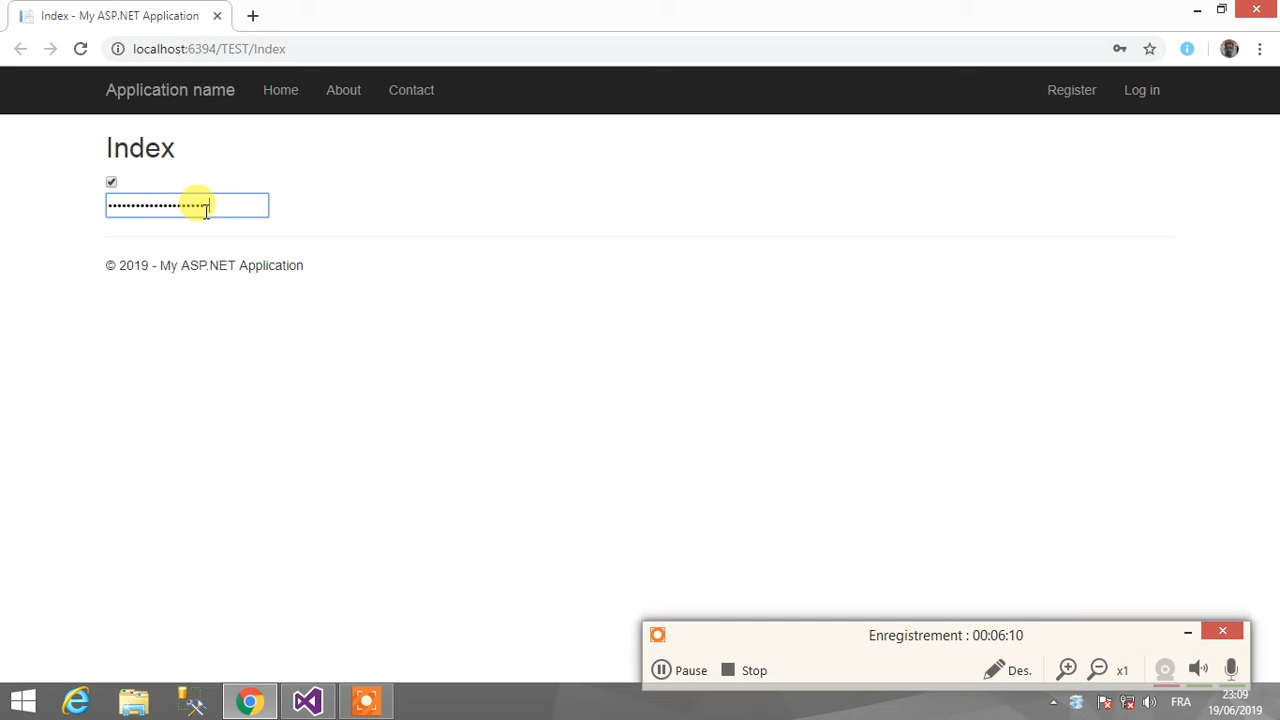 Index - My ASP.NET Application
localhost:6394/TEST/Index
Application name Home About Contact Register Log in
Index
••••••••••••••••••••••
© 2019 - My ASP.NET Application
Enregistrement : 00:06:10
Pause Stop Des. x1
FRA
23:09
19/06/2019